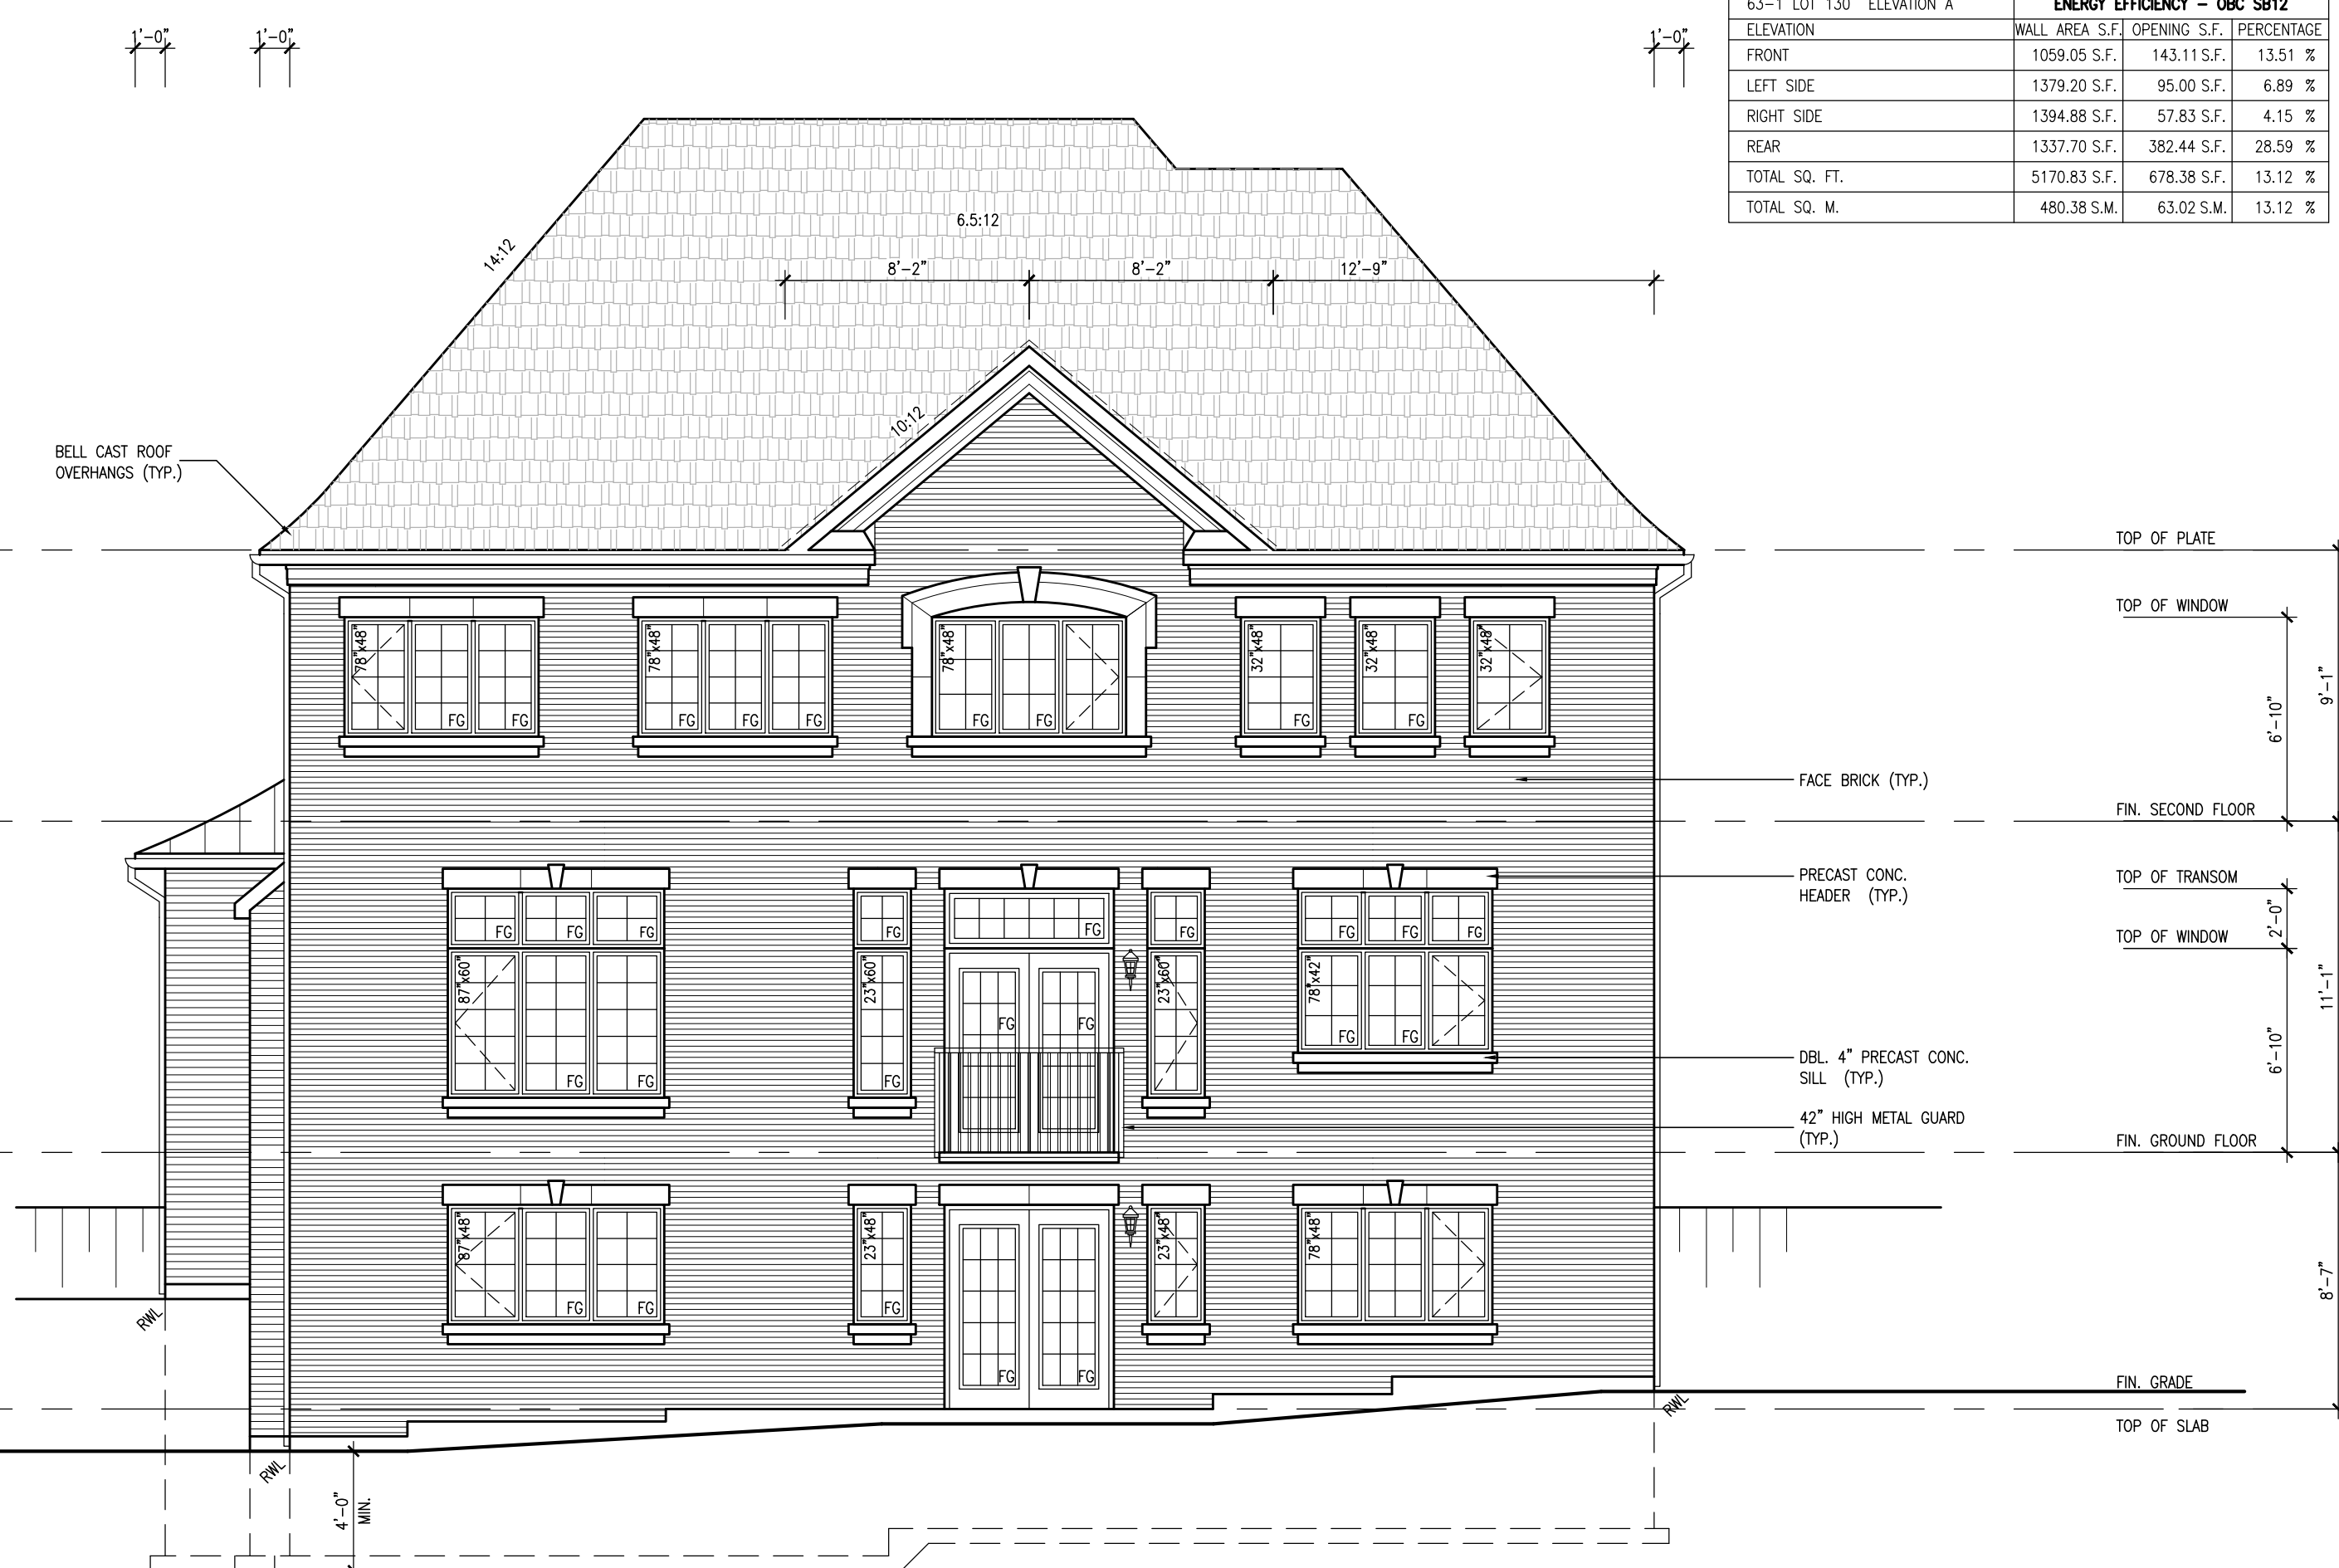 63-1 LOT 130 ELEVATION A ENERGY EFFICIENCY - OBC SB12
ELEVATION WALL AREA S.F. OPENING S.F. PERCENTAGE
FRONT 1059.05 S.F. 143.11 S.F. 13.51 %
LEFT SIDE 1379.20 S.F. 95.00 S.F. 6.89 %
RIGHT SIDE 1394.88 S.F. 57.83 S.F. 4.15 %
REAR 1337.70 S.F. 382.44 S.F. 28.59 %
TOTAL SQ. FT. 5170.83 S.F. 678.38 S.F. 13.12 %
TOTAL SQ. M. 480.38 S.M. 63.02 S.M. 13.12 %
1'-0" 1'-0" 1'-0"
6.5:12
14:12
8'-2" 8'-2" 12'-9"
10:12
BELL CAST ROOF
OVERHANGS (TYP.)
TOP OF PLATE
TOP OF WINDOW
78"x48" 78"x48" 78"x48" 32"x48" 32"x48" 32"x48"
FG FG FG FG FG FG FG FG FG
9'-1"
6'-10"
FACE BRICK (TYP.)
FIN. SECOND FLOOR
PRECAST CONC.
HEADER (TYP.)
TOP OF TRANSOM
2'-0"
TOP OF WINDOW
FG FG FG FG FG FG FG FG FG
87"x60" 23"x60" 23"x60" 78"x42"
FG FG FG FG
11'-1"
6'-10"
DBL. 4" PRECAST CONC.
SILL (TYP.)
FG FG FG
42" HIGH METAL GUARD
(TYP.)
FIN. GROUND FLOOR
87"x48" 23"x48" 23"x48" 78"x48"
8'-7"
FG FG FG FG FG
FG FG
RWL
FIN. GRADE
RWL
TOP OF SLAB
RWL
4'-0"
MIN.